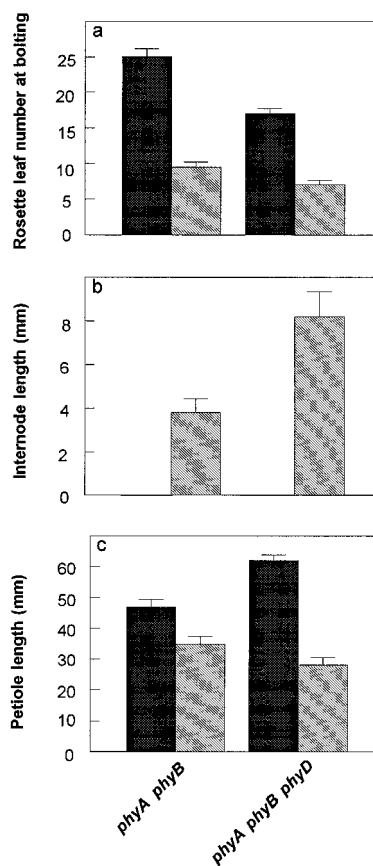 a
Rosette leaf number at bolting
25
20
15
10
5
0
b
Internode length (mm)
8
6
4
2
0
c
Petiole length (mm)
60
50
40
30
20
10
0
phyA phyB
phyA phyB phyD